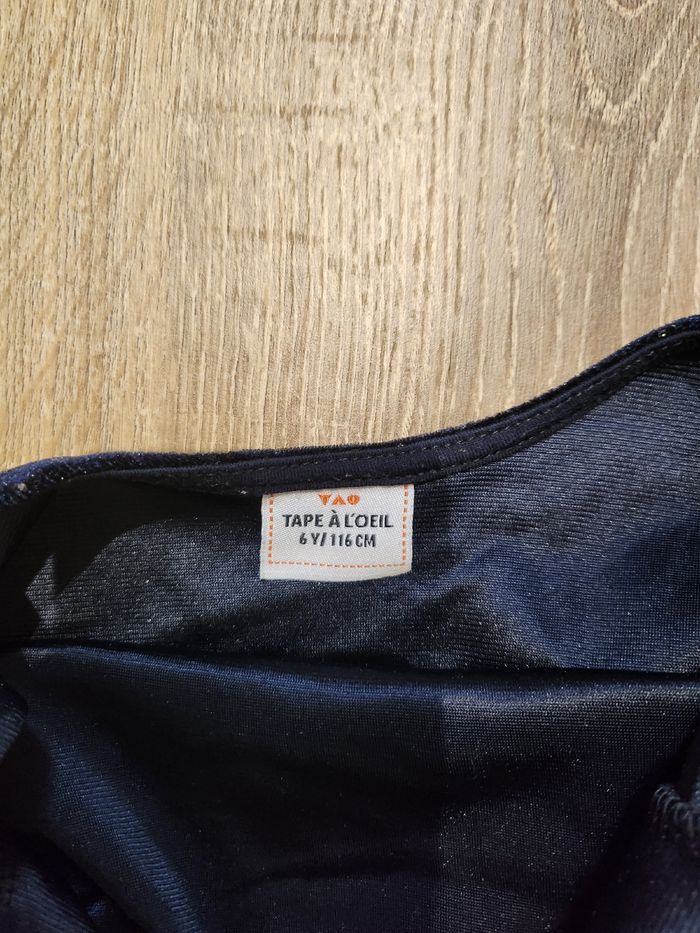 TAO
TAPE À L'OEIL
6 Y/ 116 CM